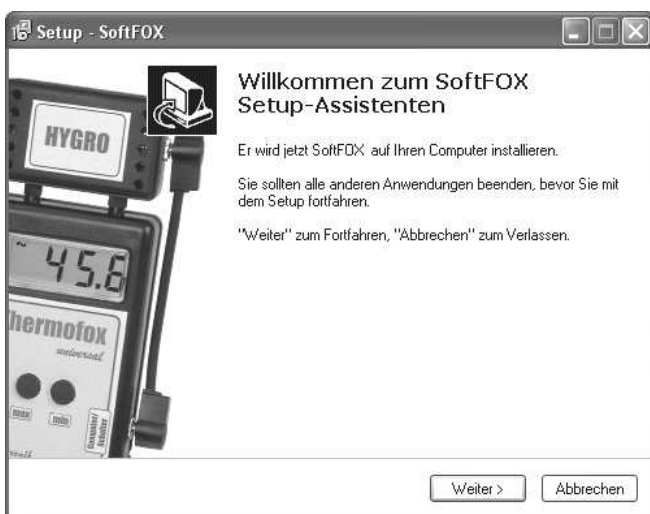 Setup - SoftFOX
Willkommen zum SoftFOX
Setup-Assistenten
Er wird jetzt SoftFOX auf Ihren Computer installieren.
Sie sollten alle anderen Anwendungen beenden, bevor Sie mit
dem Setup fortfahren.
"Weiter" zum Fortfahren, "Abbrechen" zum Verlassen.
HYGRO
~45.6
Thermofox
universal
max
min
Computer/
Weiter >
Abbrechen